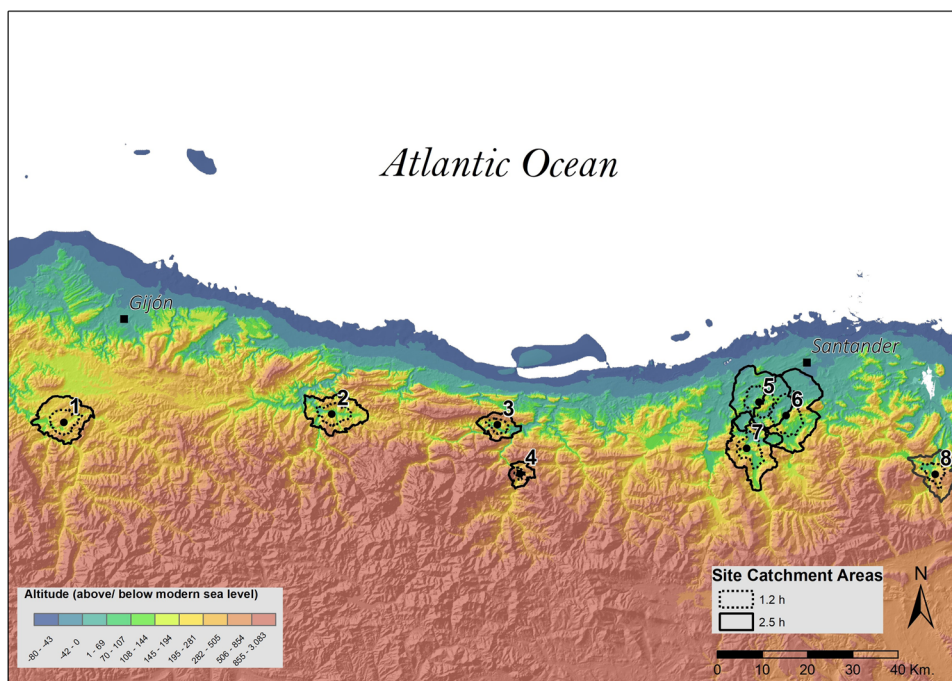 Atlantic Ocean
Gijón
Santander
1
2
3
4
5
6
7
8
Altitude (above/ below modern sea level)
-80 - -43
-42 - 0
1 - 69
70 - 107
108 - 144
145 - 194
195 - 281
282 - 505
506 - 854
855 - 3.083
Site Catchment Areas
1.2 h
2.5 h
N
0 10 20 30 40 Km.